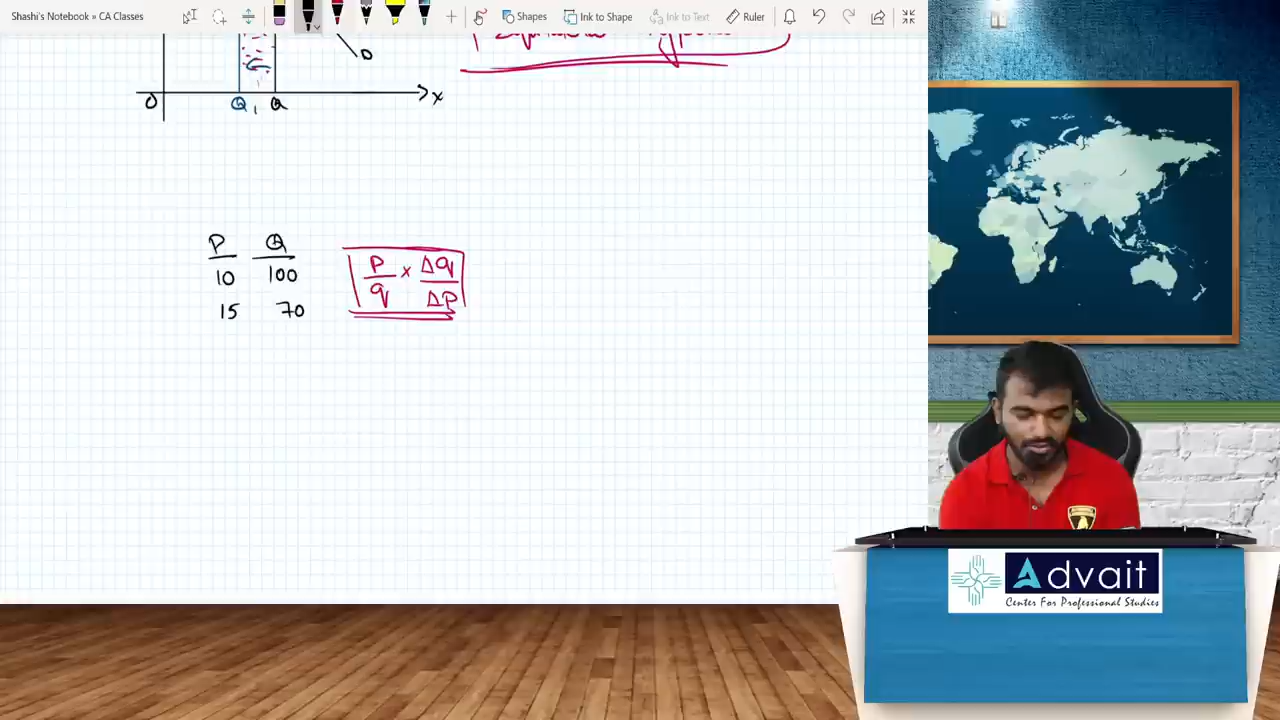 Shashi's Notebook » CA Classes
Shapes
Ink to Shape
Ink to Text
Ruler
D
O Q₁ Q X
P Q
10 100
15 70
P/q × Δq/ΔP
Advait
Center For Professional Studies